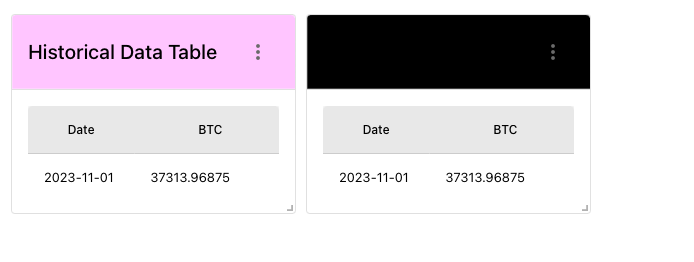 Historical Data Table
Date BTC
2023-11-01 37313.96875
Date BTC
2023-11-01 37313.96875